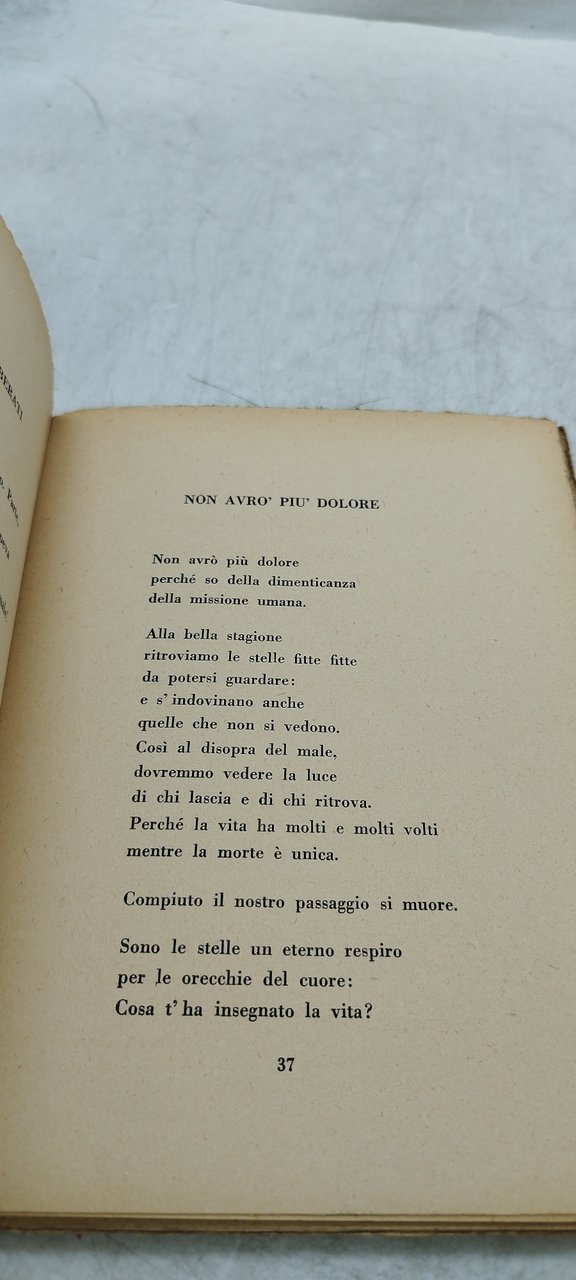 NON AVRO' PIU' DOLORE
Non avrò più dolore
perché so della dimenticanza
della missione umana.
Alla bella stagione
ritroviamo le stelle fitte fitte
da potersi guardare:
e s'indovinano anche
quelle che non si vedono.
Così al disopra del male,
dovremmo vedere la luce
di chi lascia e di chi ritrova.
Perché la vita ha molti e molti volti
mentre la morte è unica.
Compiuto il nostro passaggio si muore.
Sono le stelle un eterno respiro
per le orecchie del cuore:
Cosa t'ha insegnato la vita?
37